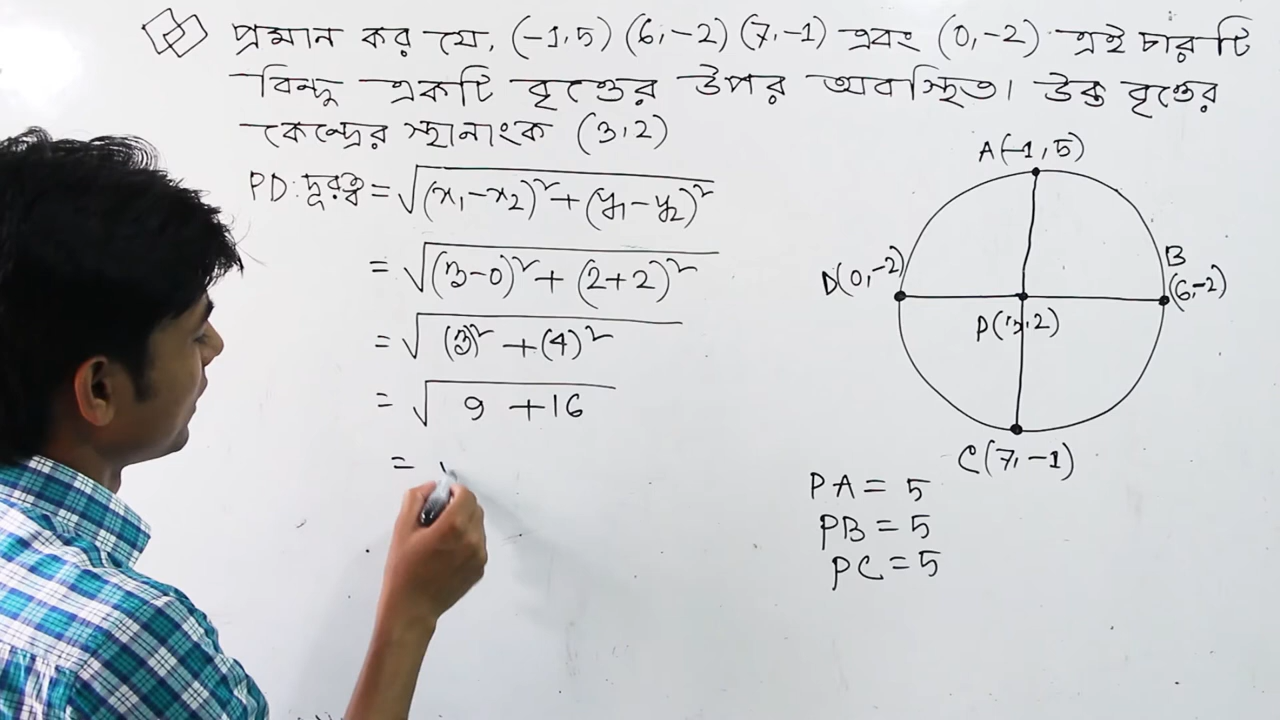 প্রমান কর যে, (-1,5) (6,-2) (7,-1) এবং (0,-2) এই চারটি
বিন্দু একটি বৃত্তের উপর অবস্থিত। উক্ত বৃত্তের
কেন্দ্রের স্থানাংক (3,2)
PD:দূরত্ব = √(x₁-x₂)²+(y₁-y₂)²
= √(3-0)²+(2+2)²
= √(3)²+(4)²
= √9+16
=
A(-1,5)
B
(6,-2)
D(0,-2)
P(3,2)
C(7,-1)
PA=5
PB=5
PC=5